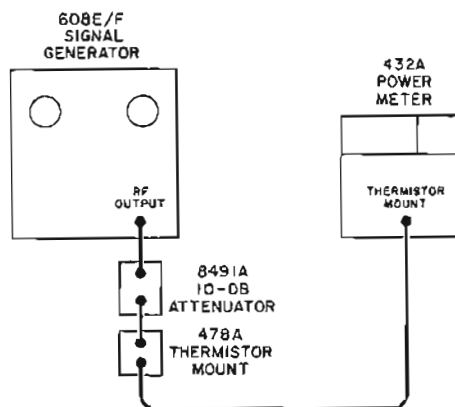 608E/F
SIGNAL
GENERATOR
RF
OUTPUT
432A
POWER
METER
THERMISTOR
MOUNT
8491A
10-DB
ATTENUATOR
478A
THERMISTOR
MOUNT